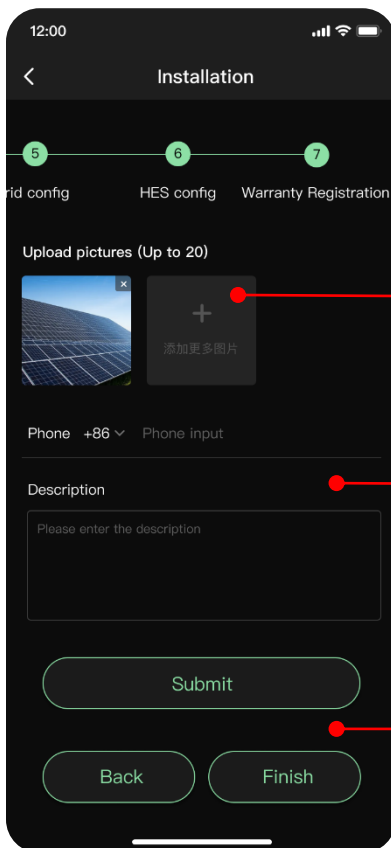 12:00
Installation
5 6 7
rid config HES config Warranty Registration
Upload pictures (Up to 20)
添加更多图片
Phone +86 Phone input
Description
Please enter the description
Submit
Back Finish